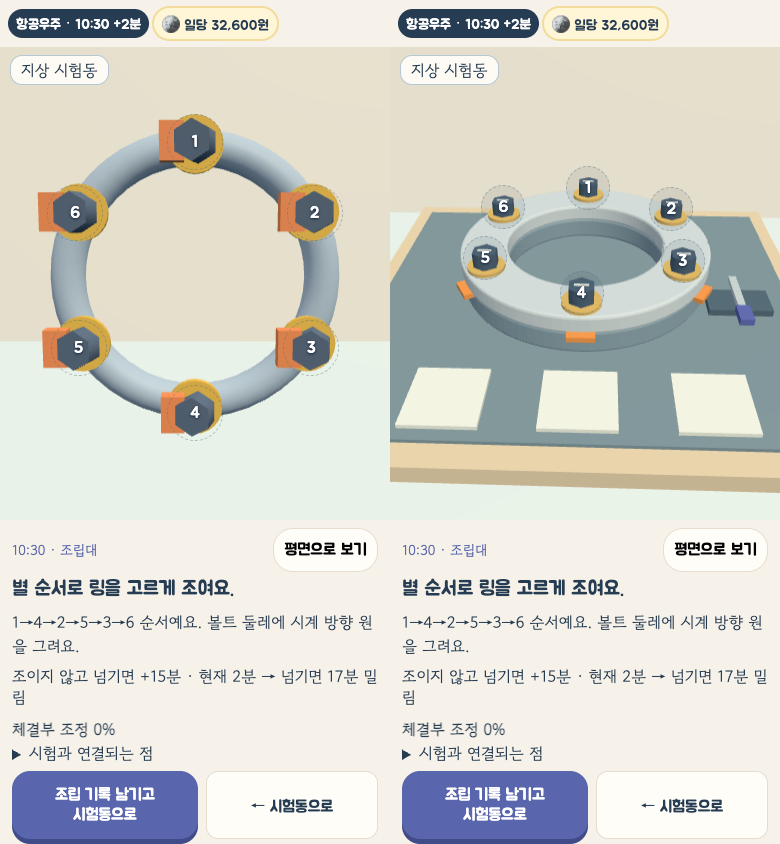 항공우주 · 10:30 +2분
일당 32,600원
지상 시험동
1
6
2
5
3
4
10:30 · 조립대
평면으로 보기
별 순서로 링을 고르게 조여요.
1→4→2→5→3→6 순서예요. 볼트 둘레에 시계 방향 원
을 그려요.
조이지 않고 넘기면 +15분 · 현재 2분 → 넘기면 17분 밀
림
체결부 조정 0%
▶ 시험과 연결되는 점
조립 기록 남기고
시험동으로
← 시험동으로
항공우주 · 10:30 +2분
일당 32,600원
지상 시험동
1
6
2
5
3
4
10:30 · 조립대
평면으로 보기
별 순서로 링을 고르게 조여요.
1→4→2→5→3→6 순서예요. 볼트 둘레에 시계 방향 원
을 그려요.
조이지 않고 넘기면 +15분 · 현재 2분 → 넘기면 17분 밀
림
체결부 조정 0%
▶ 시험과 연결되는 점
조립 기록 남기고
시험동으로
← 시험동으로